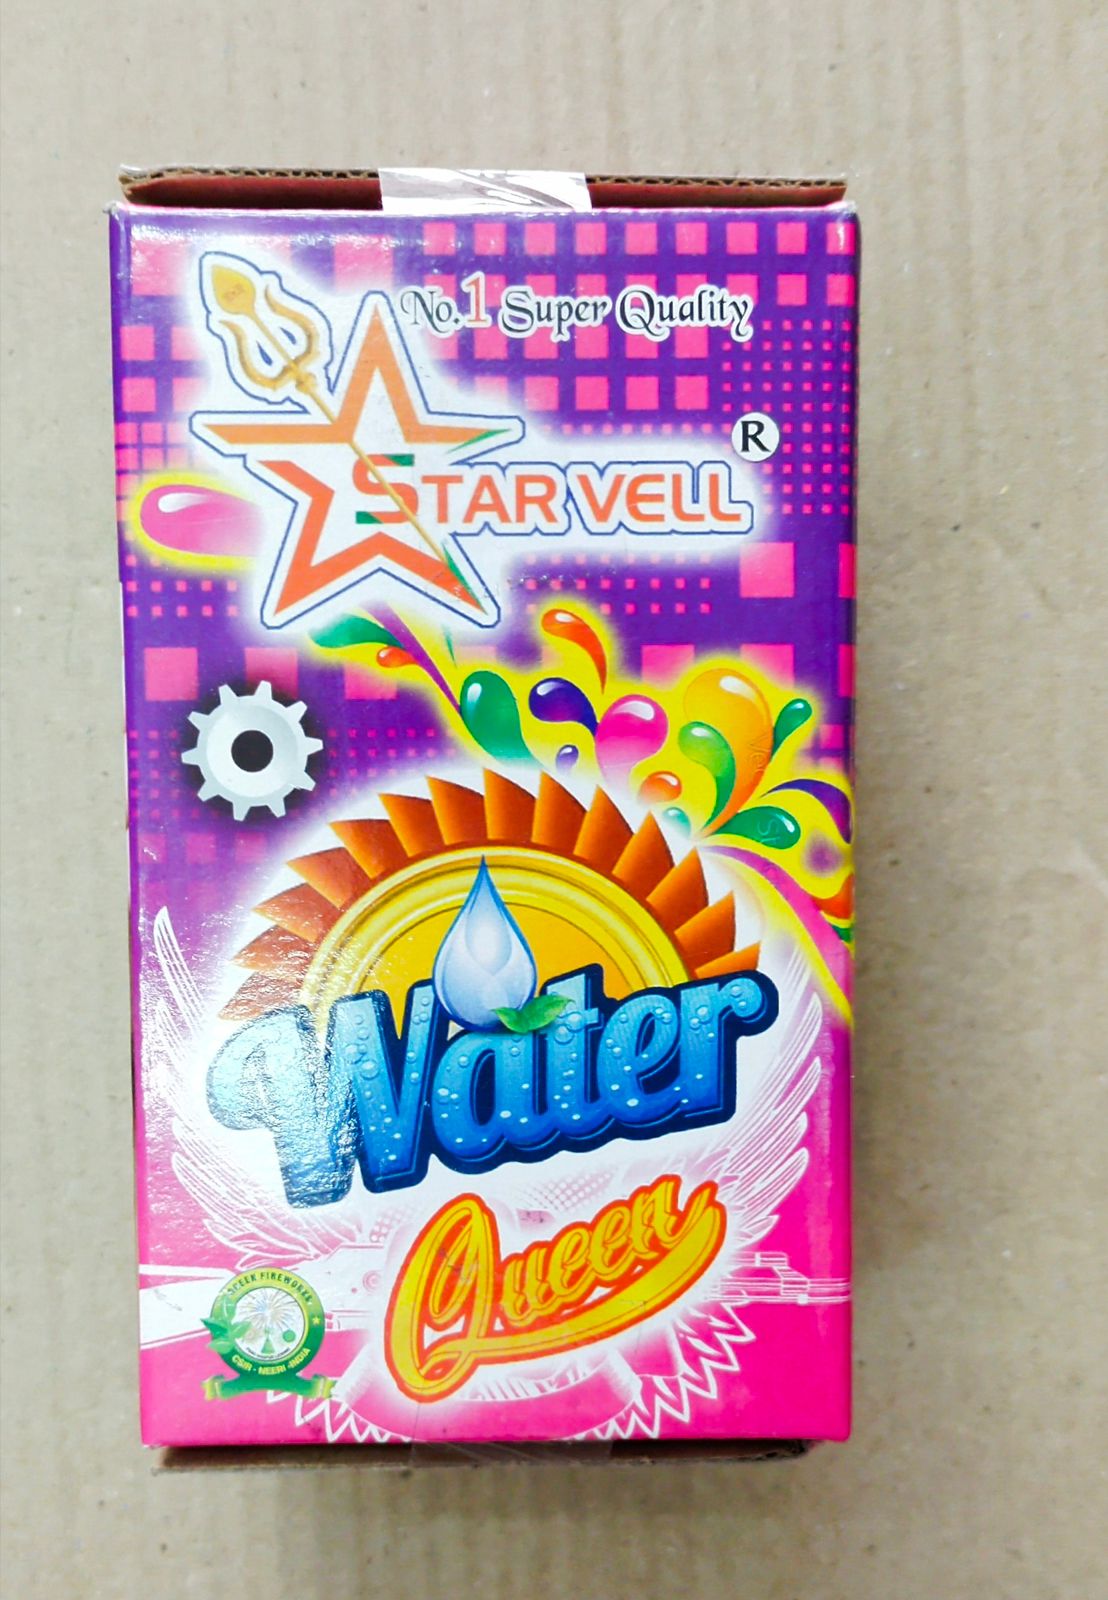 No.1 Super Quality
STAR VELL
R
Water
Queen
GREEN FIREWORKS
CSIR - NEERI -INDIA